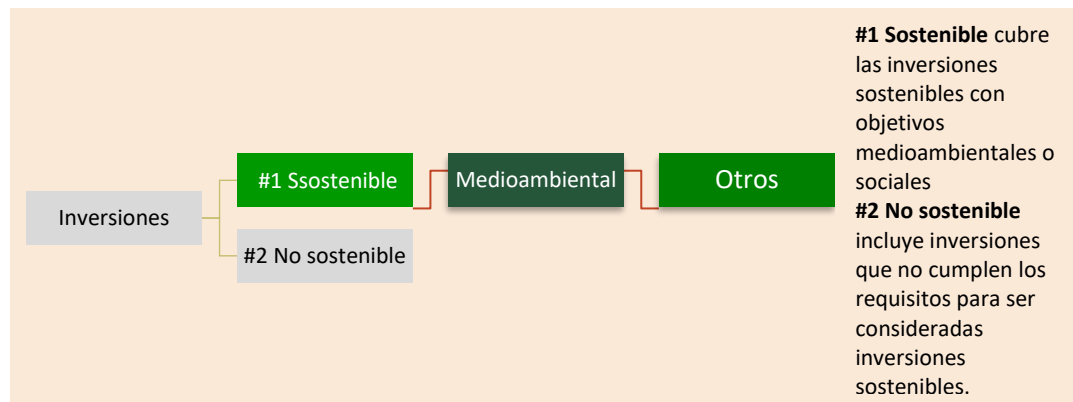 Inversiones
#1 Ssostenible
#2 No sostenible
Medioambiental
Otros
#1 Sostenible cubre
las inversiones
sostenibles con
objetivos
medioambientales o
sociales
#2 No sostenible
incluye inversiones
que no cumplen los
requisitos para ser
consideradas
inversiones
sostenibles.